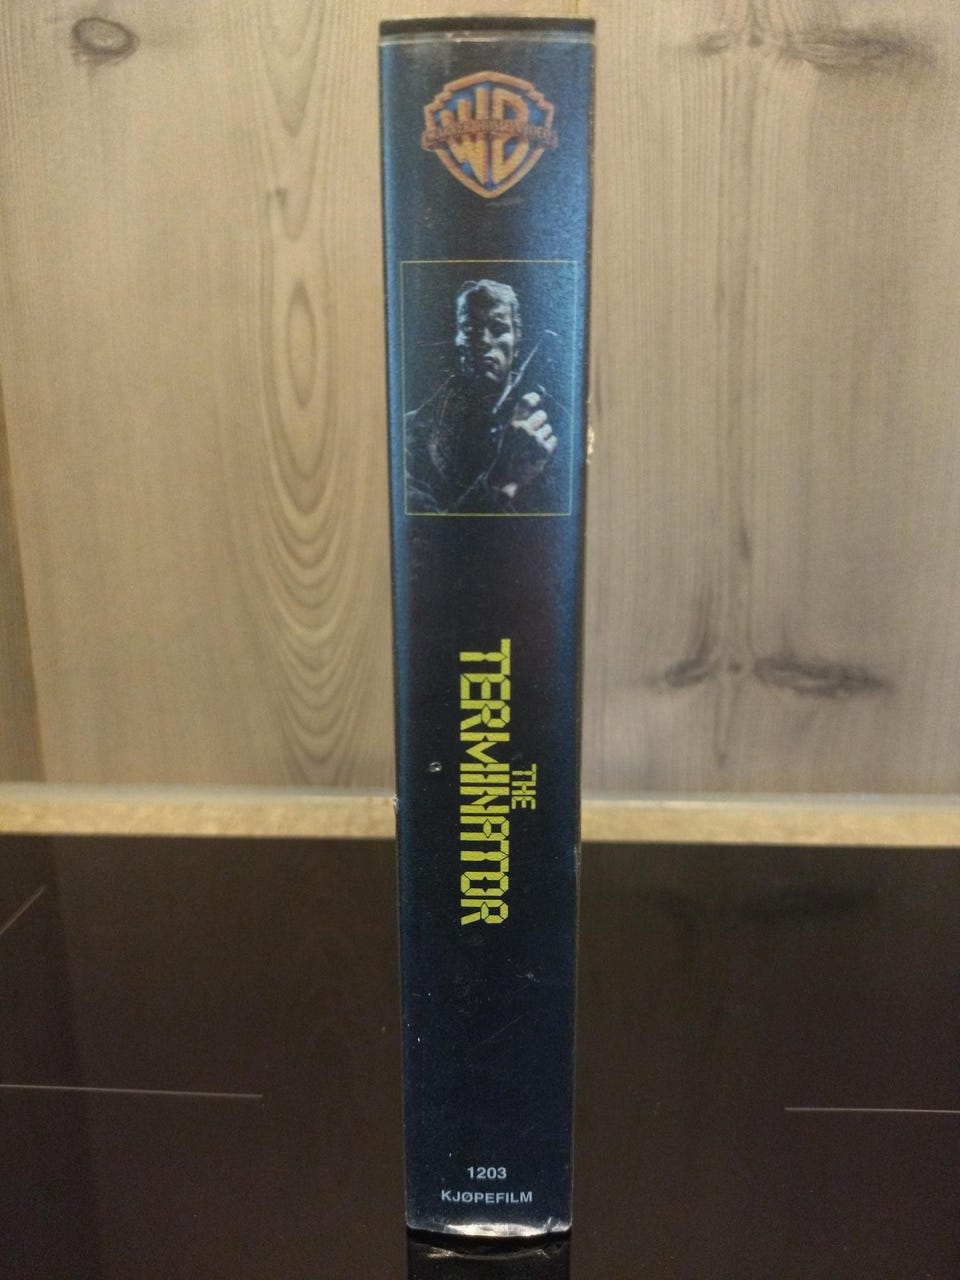 WB
THE
TERMINATOR
1203
KJØPEFILM